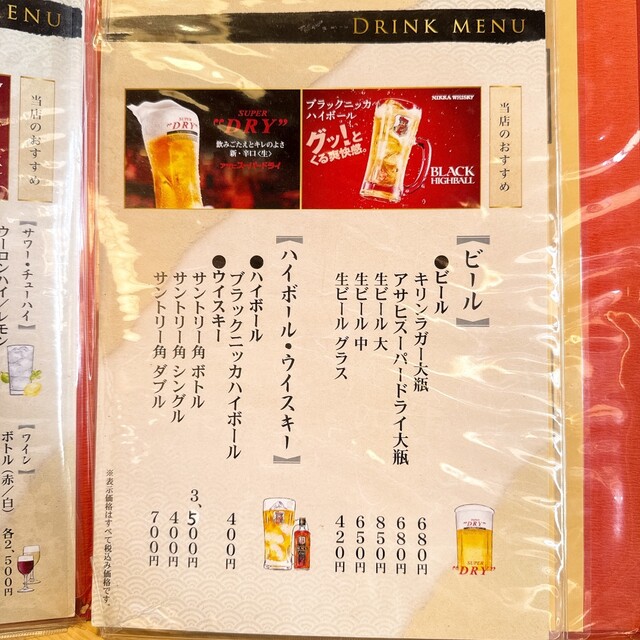 DRINK MENU
当店のおすすめ
NIKKA WHISKY
ブラックニッカ
ハイボール
グッ!と
くる爽快感。
BLACK
HIGHBALL
SUPER
"DRY"
飲みごたえとキレのよさ
新・辛口〈生〉
アサヒスーパードライ
【ビール】
●ビール
キリンラガー大瓶 680円
アサヒスーパードライ大瓶 680円
生ビール 大 850円
生ビール 中 650円
生ビール グラス 420円
SUPER
"DRY"
【ハイボール・ウイスキー】
●ハイボール
ブラックニッカハイボール 400円
●ウイスキー
サントリー角 ボトル 3,500円
サントリー角 シングル 400円
サントリー角 ダブル 700円
※表示価格はすべて税込み価格です。
ENU
当店のおすすめ
【サワー・チューハイ】
ウーロンハイ/レモン
【ワイン】
ボトル(赤/白) 各2,500円